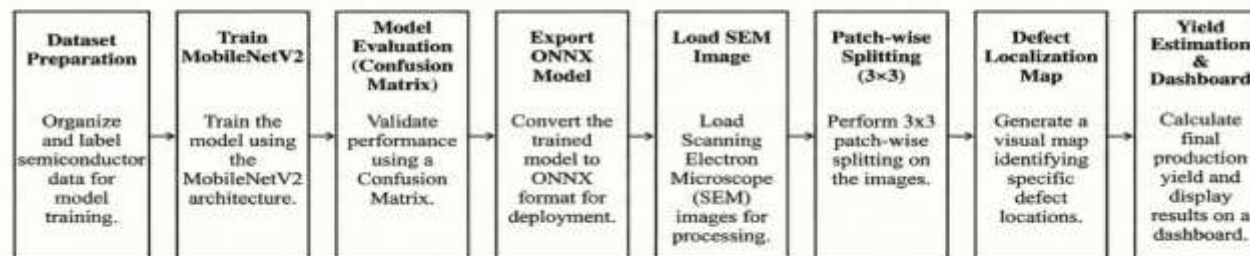 Dataset
Preparation
Organize
and label
semiconductor
data for
model
training.
Train
MobileNetV2
Train the
model using
the
MobileNetV2
architecture.
Model
Evaluation
(Confusion
Matrix)
Validate
performance
using a
Confusion
Matrix.
Export
ONNX
Model
Convert the
trained
model to
ONNX
format for
deployment.
Load SEM
Image
Load
Scanning
Electron
Microscope
(SEM)
images for
processing.
Patch-wise
Splitting
(3×3)
Perform 3x3
patch-wise
splitting on
the images.
Defect
Localization
Map
Generate a
visual map
identifying
specific
defect
locations.
Yield
Estimation
&
Dashboard
Calculate
final
production
yield and
display
results on a
dashboard.